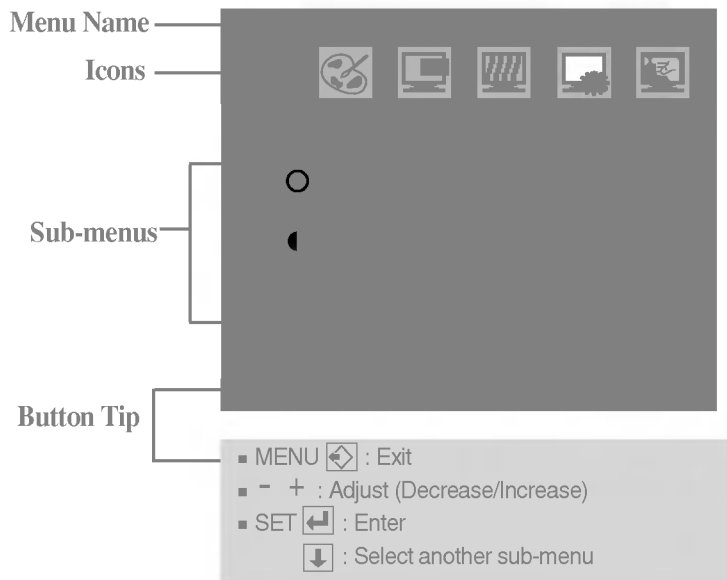 Menu Name
Icons
Sub-menus
Button Tip
■ MENU : Exit
■ - + : Adjust (Decrease/Increase)
■ SET : Enter
: Select another sub-menu